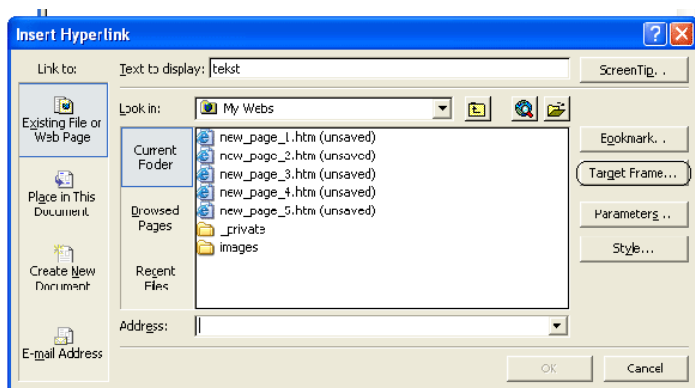 Insert Hyperlink
Link to:
Text to display: tekst
ScreenTip. .
Existing File or
Web Page
Look in: My Webs
Current
Foder
new_page_1.htm (unsaved)
new_page_2.htm (unsaved)
new_page_3.htm (unsaved)
new_page_4.htm (unsaved)
new_page_5.htm (unsaved)
_private
images
Bookmark. .
Target Frame...
Place in This
Document
Browsed
Pages
Parameters . .
Style...
Create New
Document
Recent
Files
Address:
E-mail Address
OK
Cancel